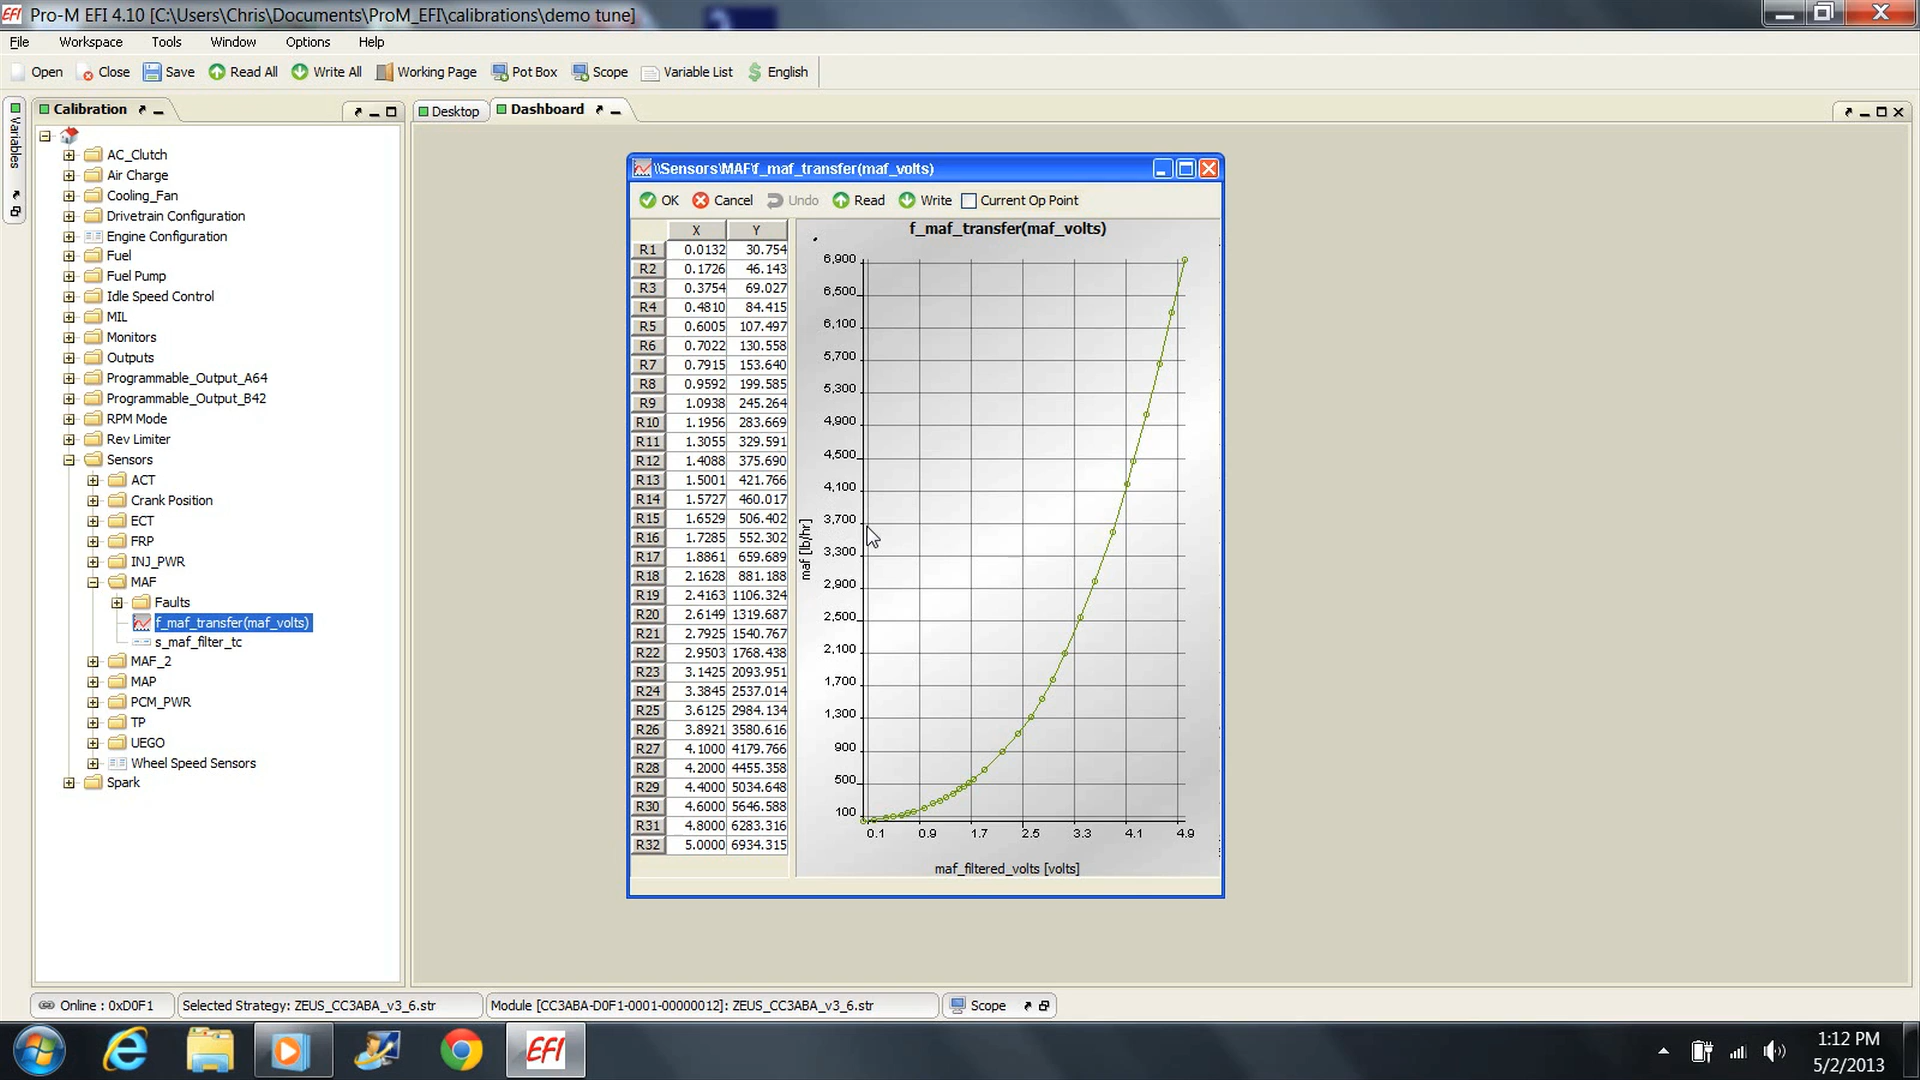 EFI Pro-M EFI 4.10 [C:\Users\Chris\Documents\ProM_EFI\calibrations\demo tune]
File Workspace Tools Window Options Help
Open Close Save Read All Write All Working Page Pot Box Scope Variable List English
Variables
Calibration
Desktop Dashboard
AC_Clutch
Air Charge
Cooling_Fan
Drivetrain Configuration
Engine Configuration
Fuel
Fuel Pump
Idle Speed Control
MIL
Monitors
Outputs
Programmable_Output_A64
Programmable_Output_B42
RPM Mode
Rev Limiter
Sensors
ACT
Crank Position
ECT
FRP
INJ_PWR
MAF
Faults
f_maf_transfer(maf_volts)
s_maf_filter_tc
MAF_2
MAP
PCM_PWR
TP
UEGO
Wheel Speed Sensors
Spark
\\Sensors\MAF\f_maf_transfer(maf_volts)
OK Cancel Undo Read Write Current Op Point
X Y
R1 0.0132 30.754
R2 0.1726 46.143
R3 0.3754 69.027
R4 0.4810 84.415
R5 0.6005 107.497
R6 0.7022 130.558
R7 0.7915 153.640
R8 0.9592 199.585
R9 1.0938 245.264
R10 1.1956 283.669
R11 1.3055 329.591
R12 1.4088 375.690
R13 1.5001 421.766
R14 1.5727 460.017
R15 1.6529 506.402
R16 1.7285 552.302
R17 1.8861 659.689
R18 2.1628 881.188
R19 2.4163 1106.324
R20 2.6149 1319.687
R21 2.7925 1540.767
R22 2.9503 1768.438
R23 3.1425 2093.951
R24 3.3845 2537.014
R25 3.6125 2984.134
R26 3.8921 3580.616
R27 4.1000 4179.766
R28 4.2000 4455.358
R29 4.4000 5034.648
R30 4.6000 5646.588
R31 4.8000 6283.316
R32 5.0000 6934.315
f_maf_transfer(maf_volts)
6,900
6,500
6,100
5,700
5,300
4,900
4,500
4,100
3,700
3,300
2,900
2,500
2,100
1,700
1,300
900
500
100
maf [lb/hr]
0.1 0.9 1.7 2.5 3.3 4.1 4.9
maf_filtered_volts [volts]
Online : 0xD0F1 Selected Strategy: ZEUS_CC3ABA_v3_6.str Module [CC3ABA-D0F1-0001-00000012]: ZEUS_CC3ABA_v3_6.str Scope
EFI
1:12 PM
5/2/2013